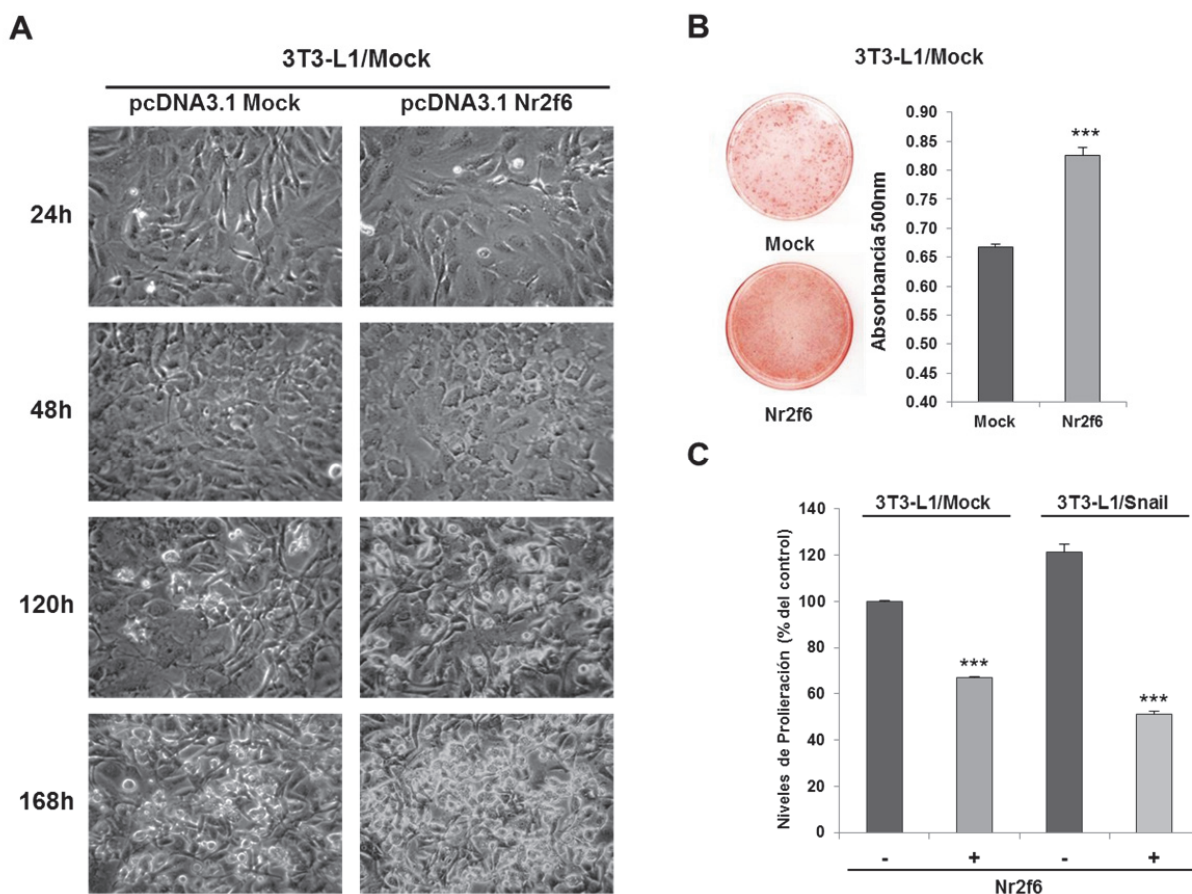 A
3T3-L1/Mock
pcDNA3.1 Mock pcDNA3.1 Nr2f6
24h
48h
120h
168h
B
3T3-L1/Mock
Mock
Nr2f6
Absorbancía 500nm
0.90
0.85
0.80
0.75
0.70
0.65
0.60
0.55
0.50
0.45
0.40
***
Mock Nr2f6
C
3T3-L1/Mock 3T3-L1/Snail
Niveles de Prolieración (% del control)
140
120
100
80
60
40
20
0
*** ***
- + - +
Nr2f6